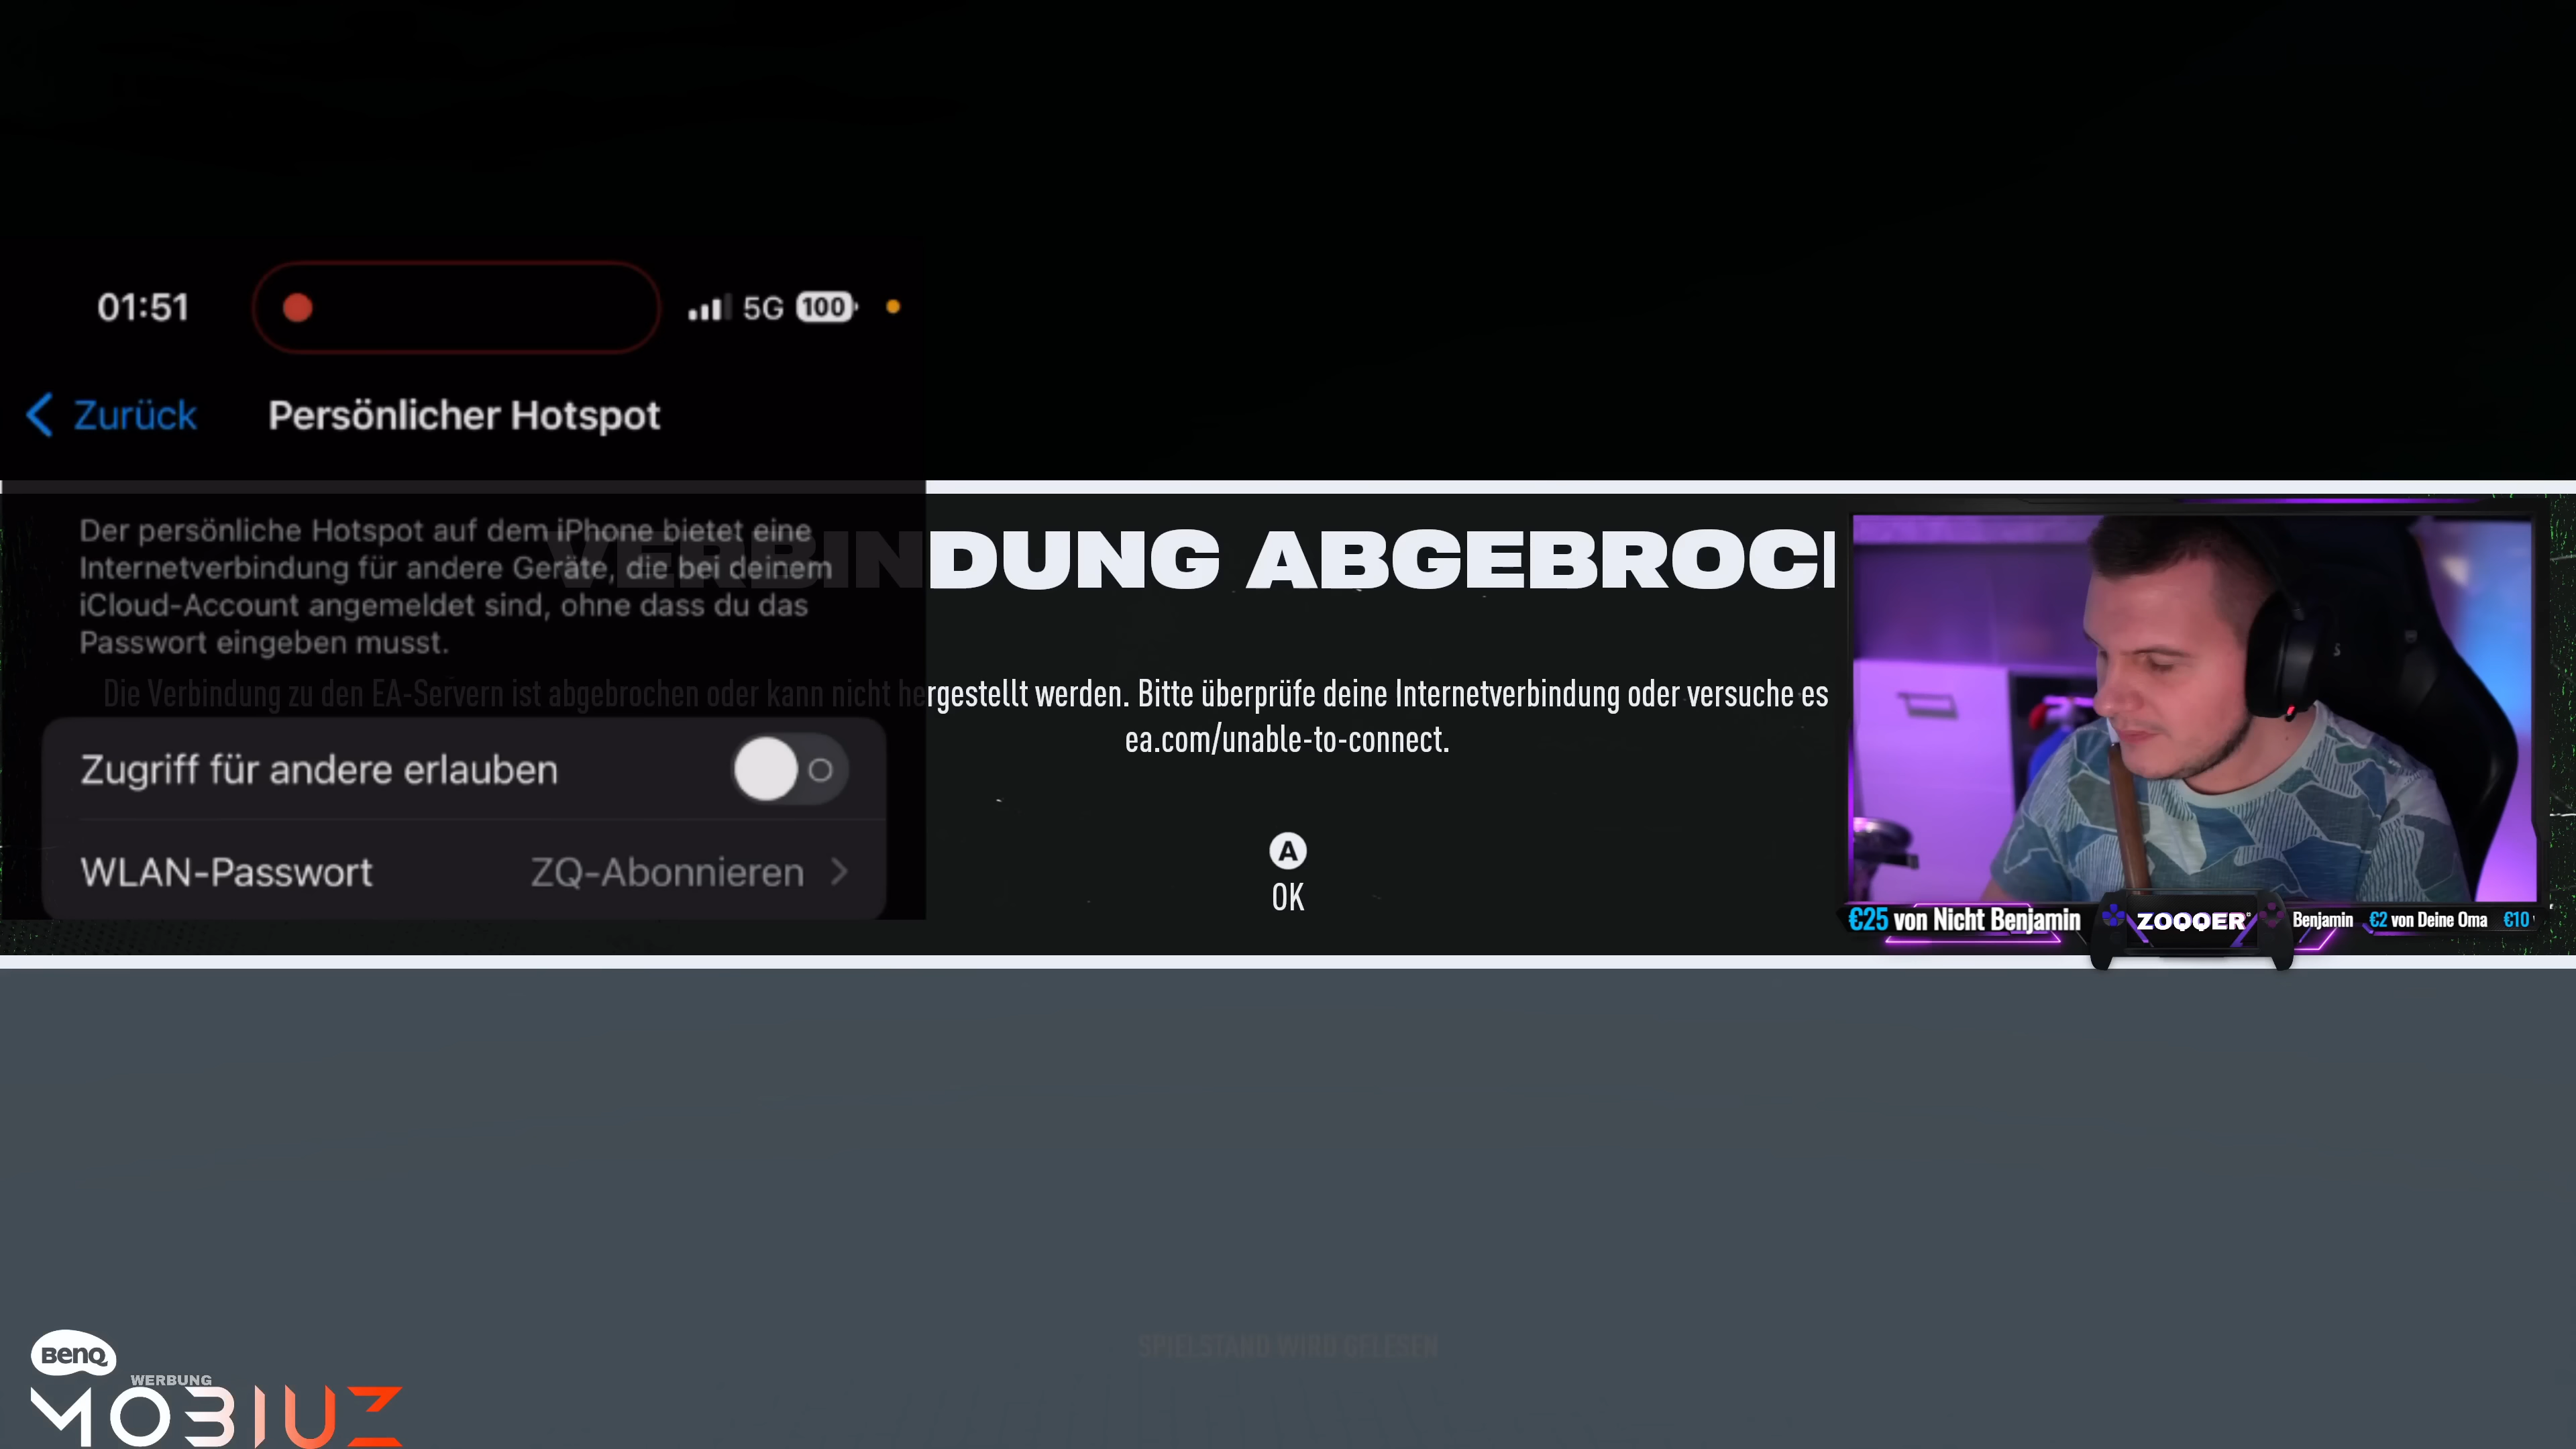 01:51
5G 100
Zurück
Persönlicher Hotspot
Der persönliche Hotspot auf dem iPhone bietet eine
Internetverbindung für andere Geräte, die bei deinem
iCloud-Account angemeldet sind, ohne dass du das
Passwort eingeben musst.
VERBINDUNG ABGEBROC
Die Verbindung zu den EA-Servern ist abgebrochen oder kann nicht hergestellt werden. Bitte überprüfe deine Internetverbindung oder versuche es
ea.com/unable-to-connect.
Zugriff für andere erlauben
WLAN-Passwort ZQ-Abonnieren
A
OK
€25 von Nicht Benjamin
ZOQQER
Benjamin €2 von Deine Oma €10
SPIELSTAND WIRD GELESEN
BenQ
WERBUNG
MOBIUZ